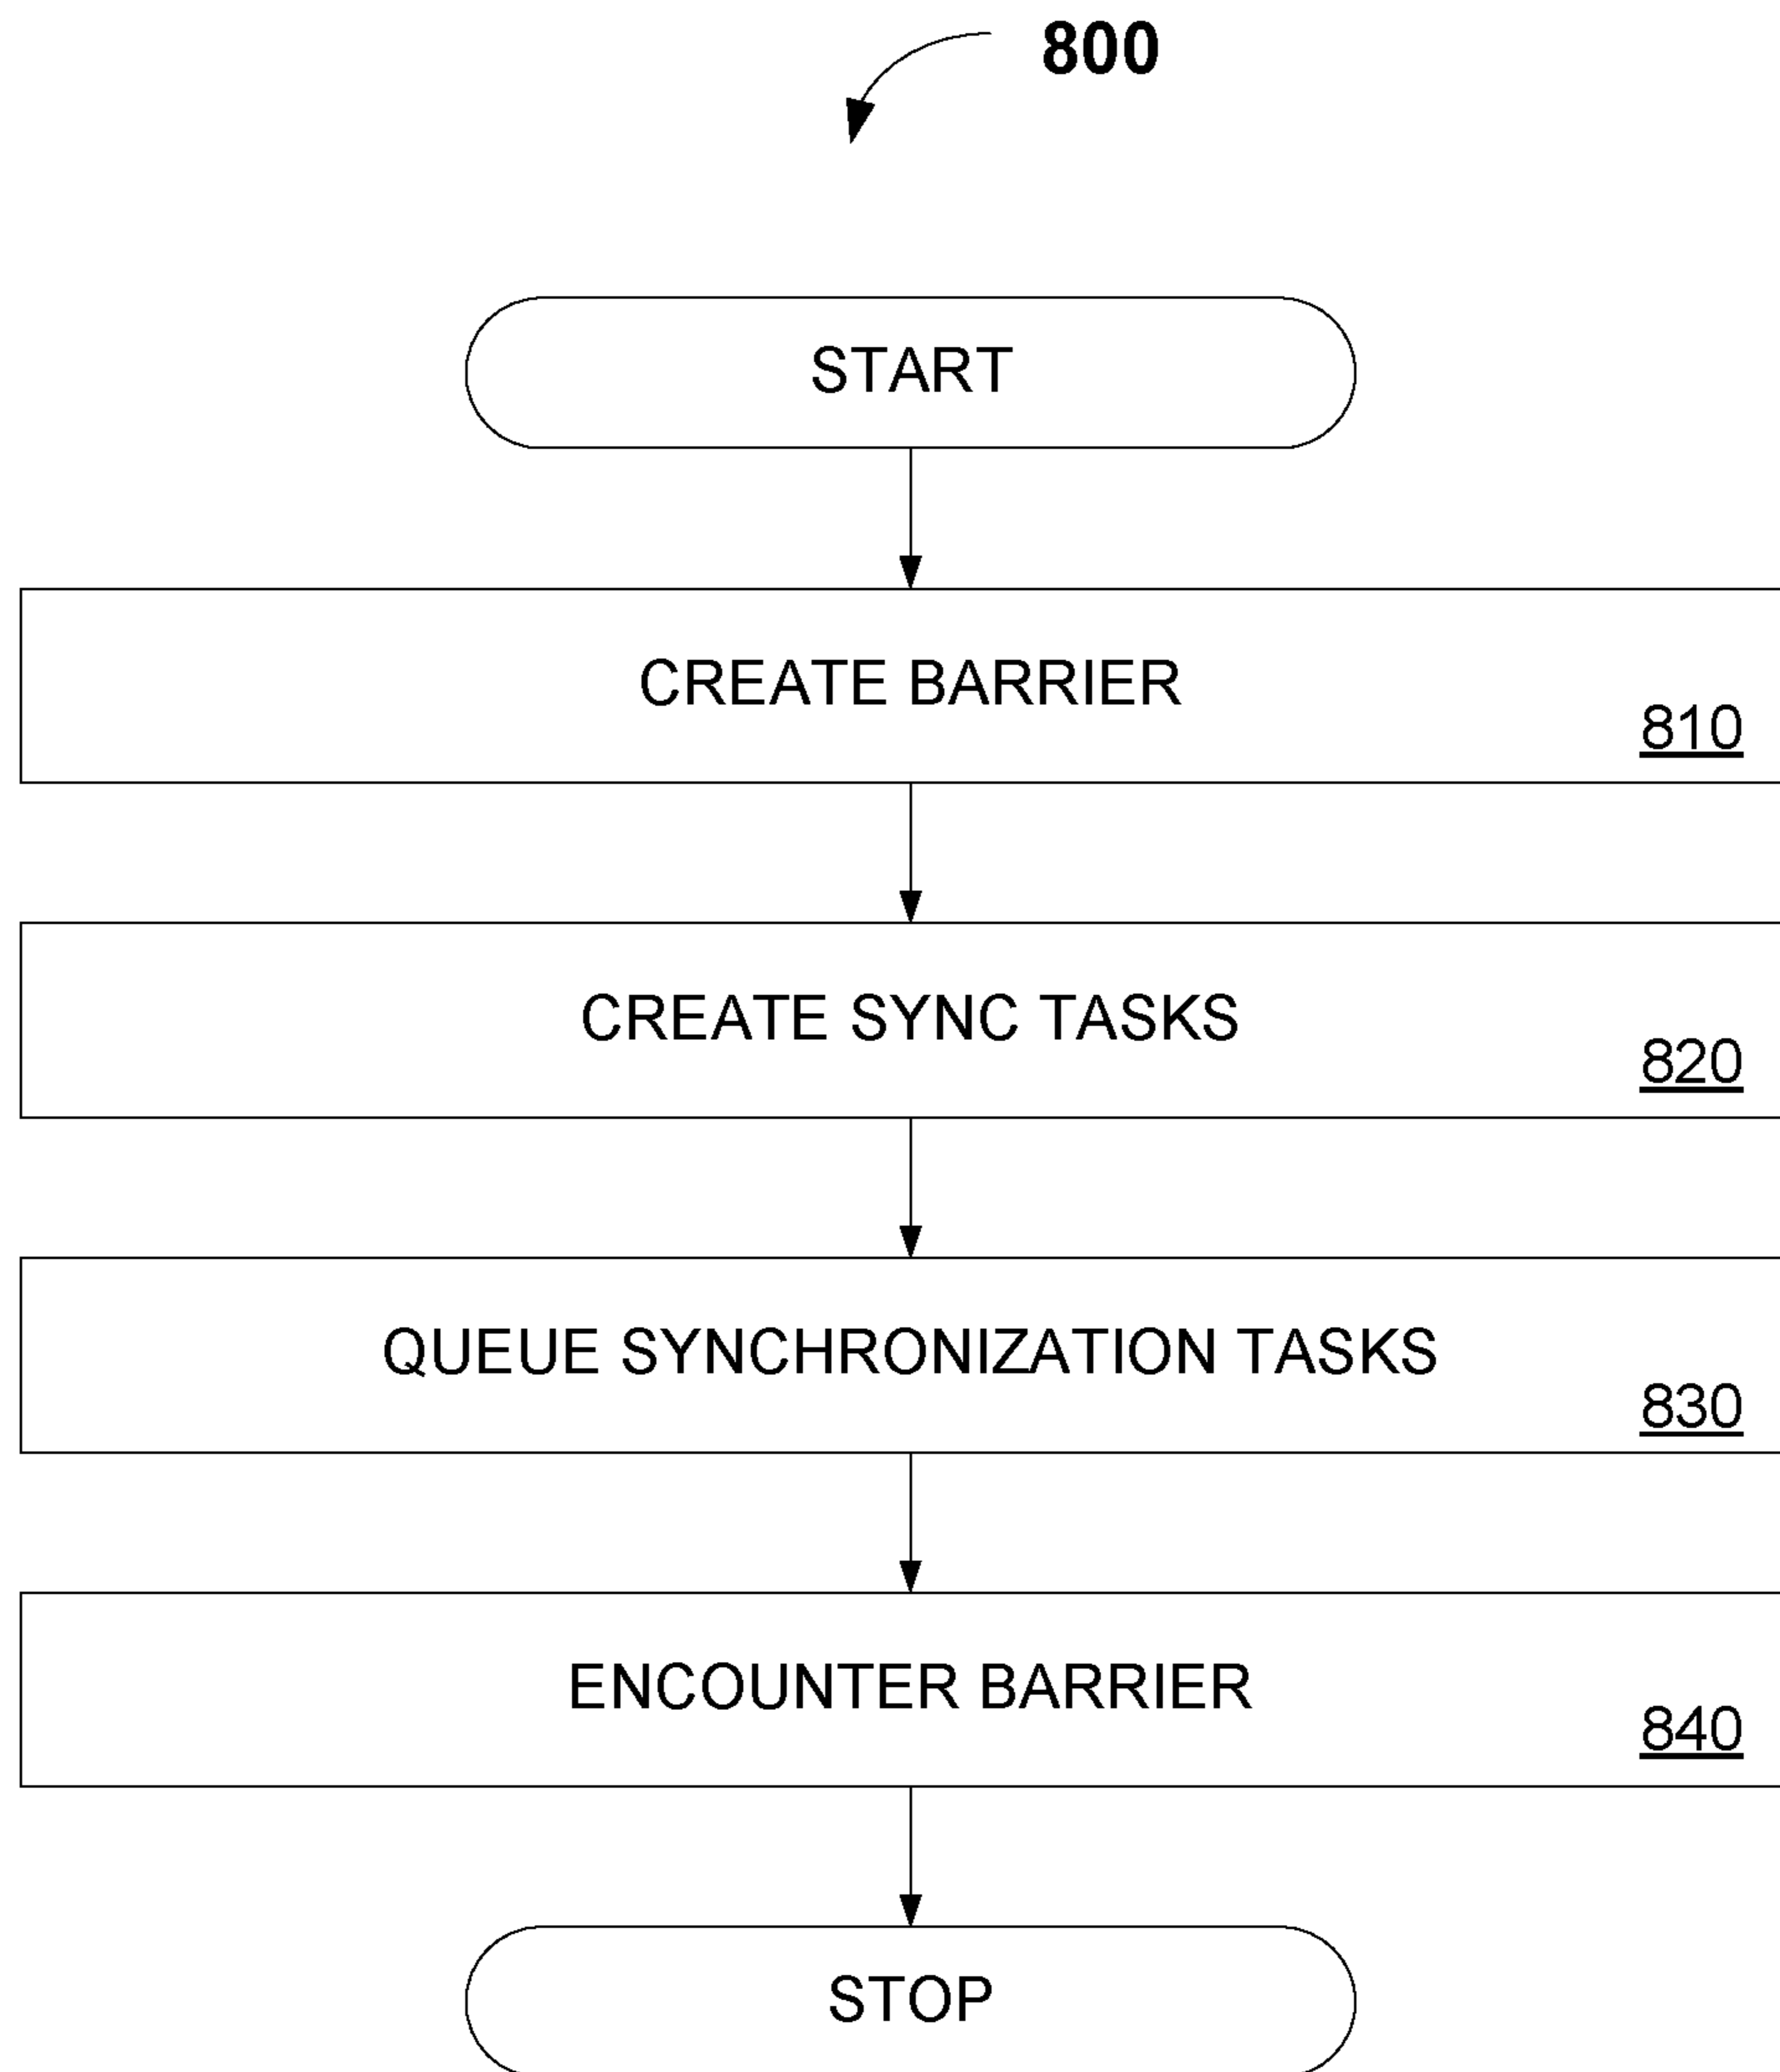 800
START
CREATE BARRIER
810
CREATE SYNC TASKS
820
QUEUE SYNCHRONIZATION TASKS
830
ENCOUNTER BARRIER
840
STOP